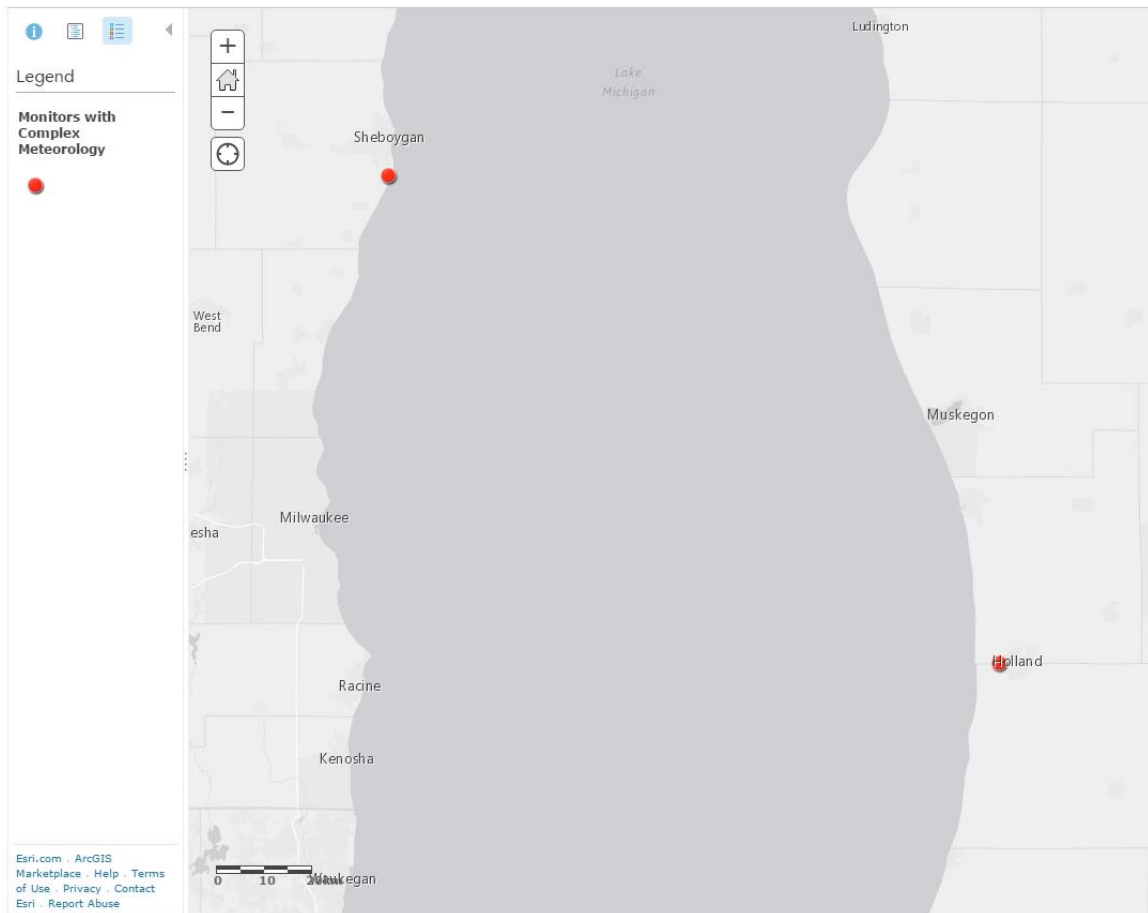 Legend
Monitors with
Complex
Meteorology
Esri.com . ArcGIS
Marketplace . Help . Terms
of Use . Privacy . Contact
Esri . Report Abuse
+
−
Ludington
Lake
Michigan
Sheboygan
West
Bend
Muskegon
Milwaukee
esha
Holland
Racine
Kenosha
0 10
Waukegan